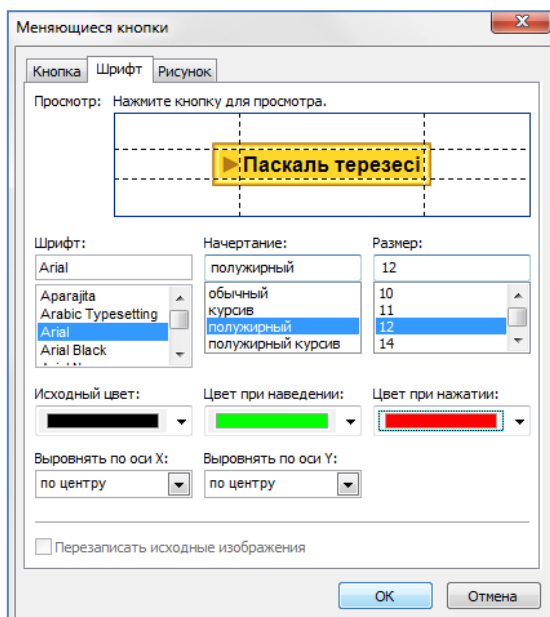 Меняющиеся кнопки
Кнопка Шрифт Рисунок
Просмотр: Нажмите кнопку для просмотра.
Паскаль терезесі
Шрифт: Начертание: Размер:
Arial полужирный 12
Aparajita обычный 10
Arabic Typesetting курсив 11
Arial полужирный 12
Arial Black полужирный курсив 14
Исходный цвет: Цвет при наведении: Цвет при нажатии:
Выровнять по оси X: Выровнять по оси Y:
по центру по центру
Перезаписать исходные изображения
ОК Отмена